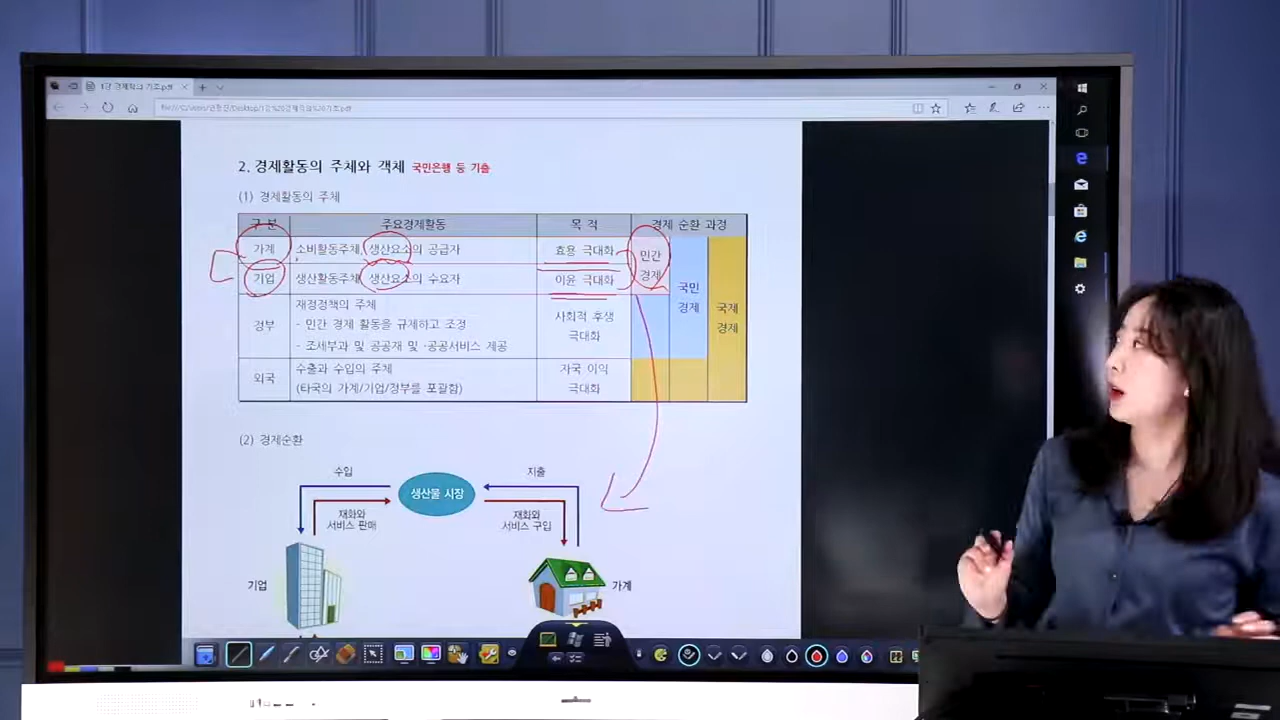 1강 경제학의 기초.pdf
2. 경제활동의 주체와 객체 국민은행 등 기출
(1) 경제활동의 주체
구 분 주요경제활동 목 적 경제 순환 과정
가계 소비활동주체, 생산요소의 공급자 효용 극대화 민간
기업 생산활동주체, 생산요소의 수요자 이윤 극대화 경제
국민
경제
국제
경제
정부 재정정책의 주체
- 민간 경제 활동을 규제하고 조정
- 조세부과 및 공공재 및 ·공공서비스 제공
사회적 후생
극대화
외국 수출과 수입의 주체
(타국의 가계/기업/정부를 포괄함)
자국 이익
극대화
(2) 경제순환
수입 생산물 시장 지출
재화와
서비스 판매
재화와
서비스 구입
기업 가계